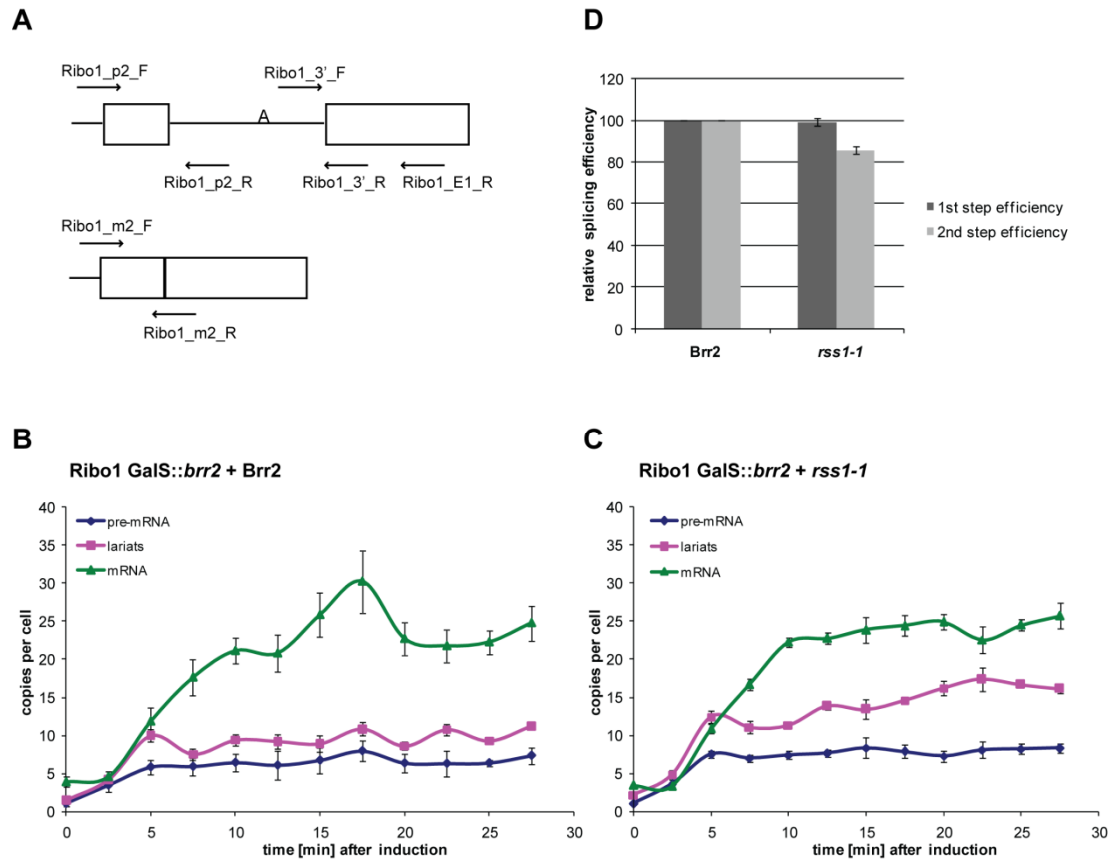 A
Ribo1_p2_F
Ribo1_3'_F
A
Ribo1_p2_R
Ribo1_3'_R
Ribo1_E1_R
Ribo1_m2_F
Ribo1_m2_R
D
relative splicing efficiency
120
100
80
60
40
20
0
Brr2
rss1-1
1st step efficiency
2nd step efficiency
B
Ribo1 GalS::brr2 + Brr2
copies per cell
40
35
30
25
20
15
10
5
0
pre-mRNA
lariats
mRNA
0 5 10 15 20 25 30
time [min] after induction
C
Ribo1 GalS::brr2 + rss1-1
copies per cell
40
35
30
25
20
15
10
5
0
pre-mRNA
lariats
mRNA
0 5 10 15 20 25 30
time [min] after induction